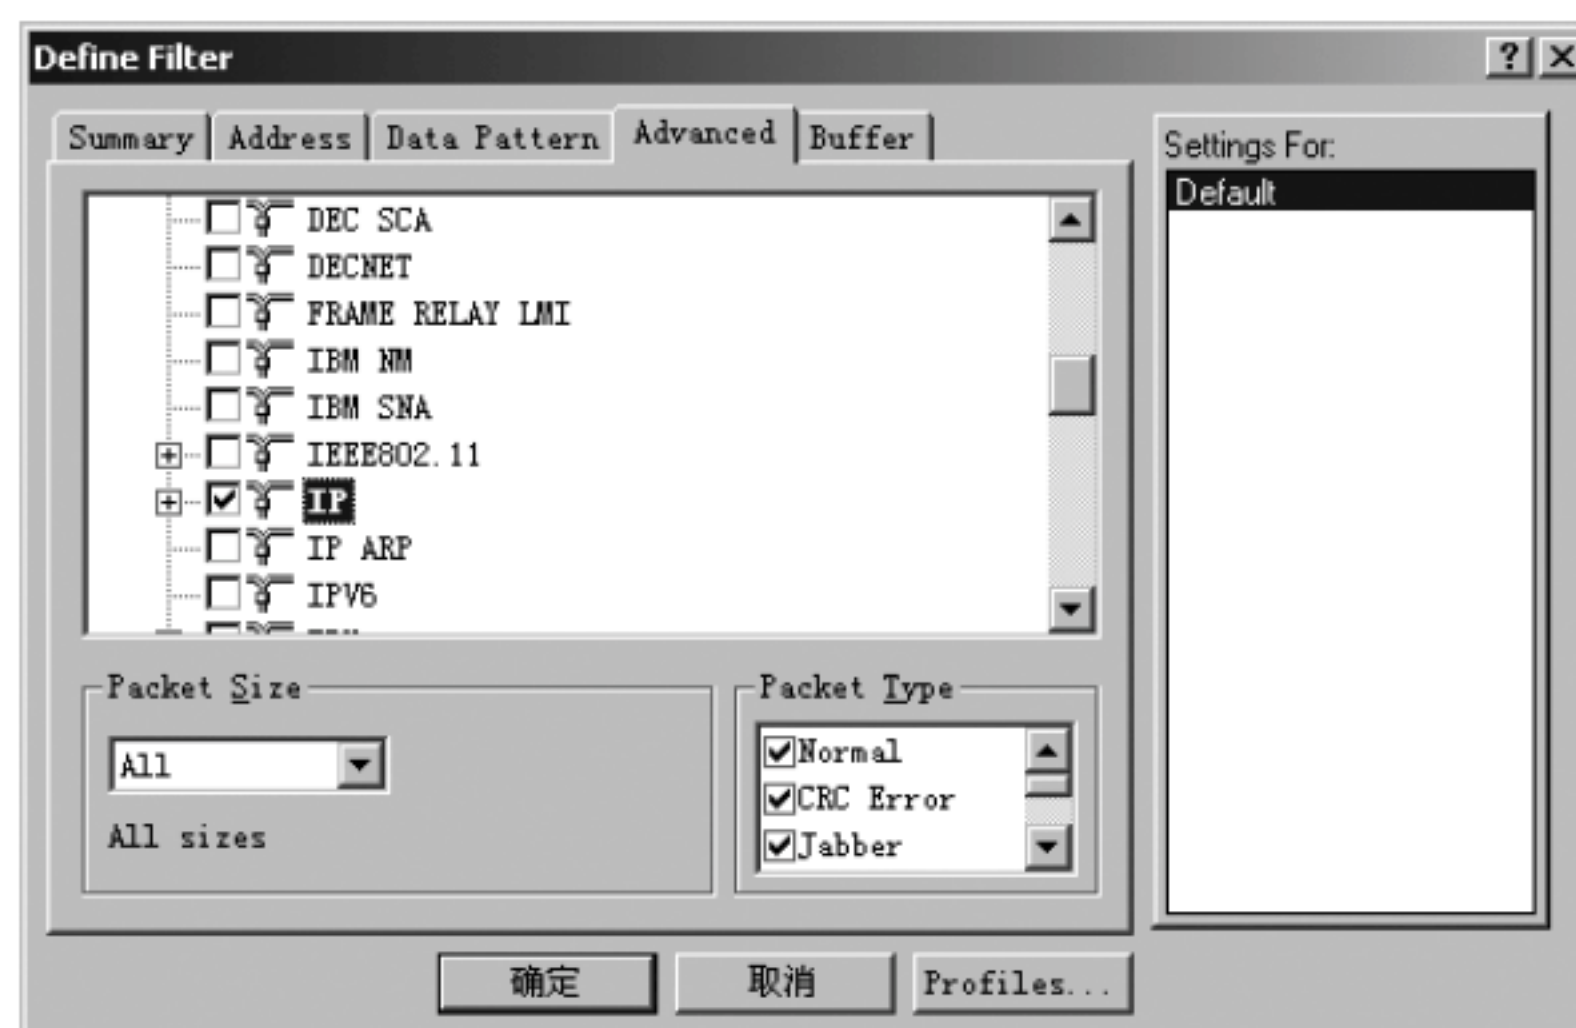 Define Filter
Summary Address Data Pattern Advanced Buffer
Settings For:
Default
DEC SCA
DECNET
FRAME RELAY LMI
IBM NM
IBM SNA
IEEE802.11
IP
IP ARP
IPV6
Packet Size
All
All sizes
Packet Type
Normal
CRC Error
Jabber
确定 取消 Profiles...